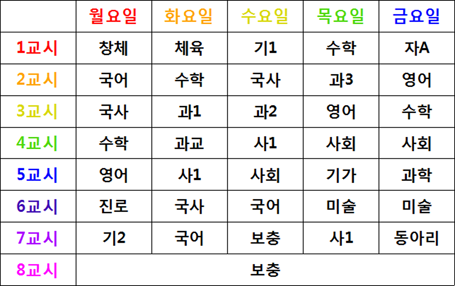 월요일 화요일 수요일 목요일 금요일
1교시 창체 체육 기1 수학 자A
2교시 국어 수학 국사 과3 영어
3교시 국사 과1 과2 영어 수학
4교시 수학 과교 사1 사회 사회
5교시 영어 사1 사회 기가 과학
6교시 진로 국사 국어 미술 미술
7교시 기2 국어 보충 사1 동아리
8교시 보충